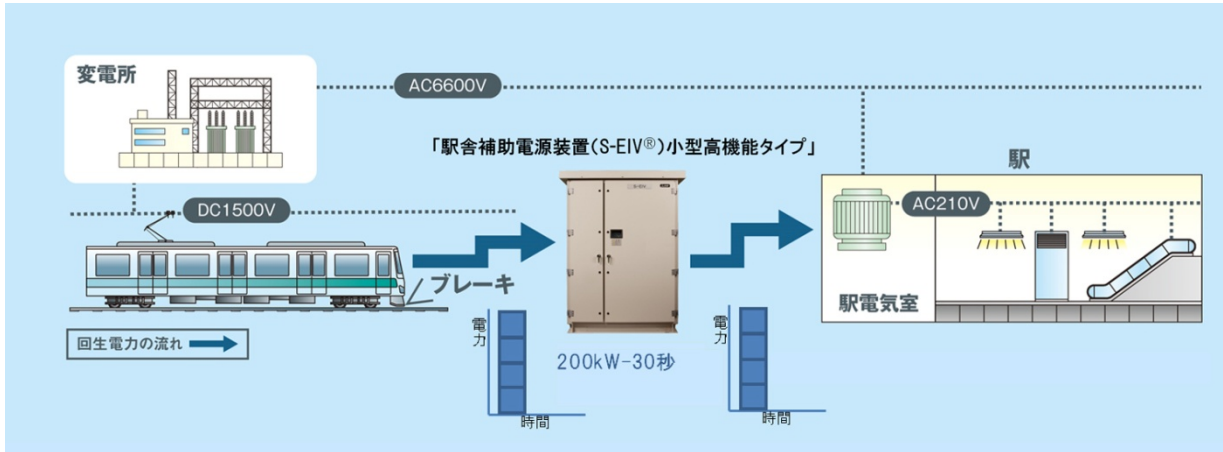 変電所
AC6600V
「駅舎補助電源装置(S-EIV®)小型高機能タイプ」
駅
DC1500V
AC210V
ブレーキ
駅電気室
回生電力の流れ
電力
時間
200kW-30秒
電力
時間